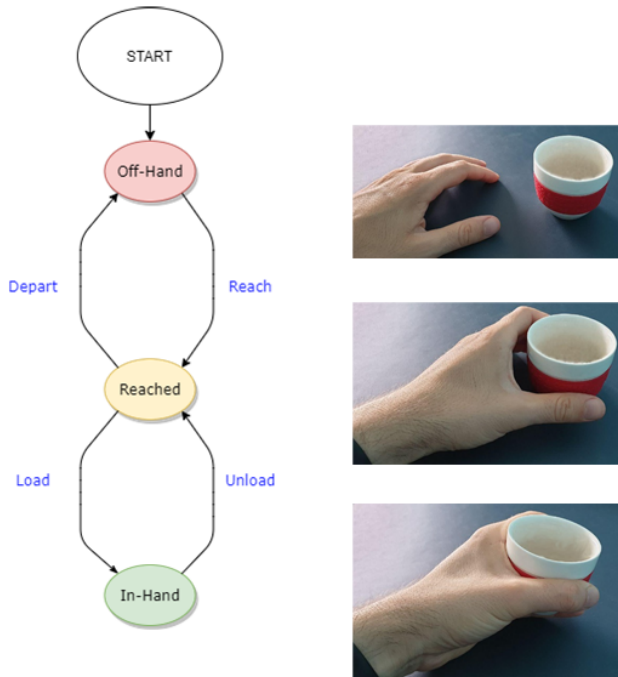 START
Off-Hand
Depart
Reach
Reached
Load
Unload
In-Hand